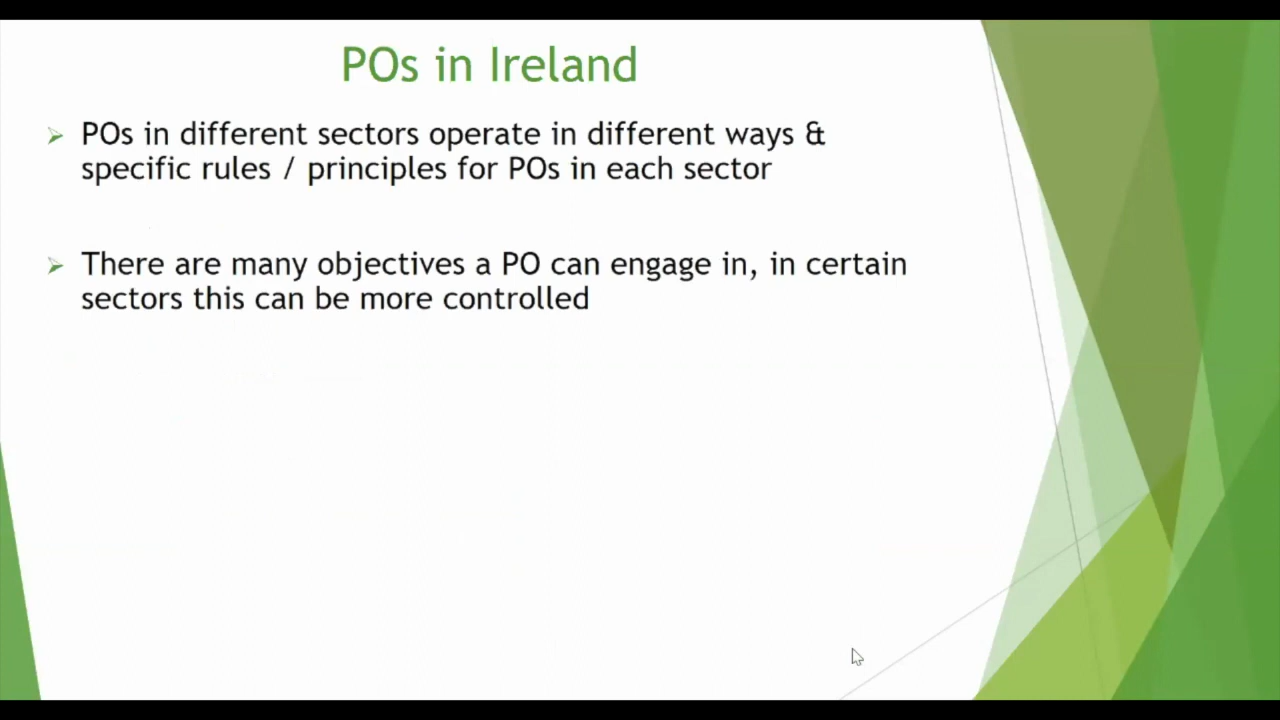 POs in Ireland
POs in different sectors operate in different ways &
specific rules / principles for POs in each sector
There are many objectives a PO can engage in, in certain
sectors this can be more controlled